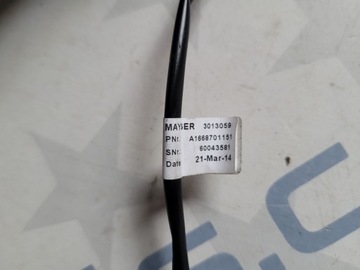 MAYSER 3013059
PNr. A1668701151
SNr. 60043581
Date 21-Mar-14